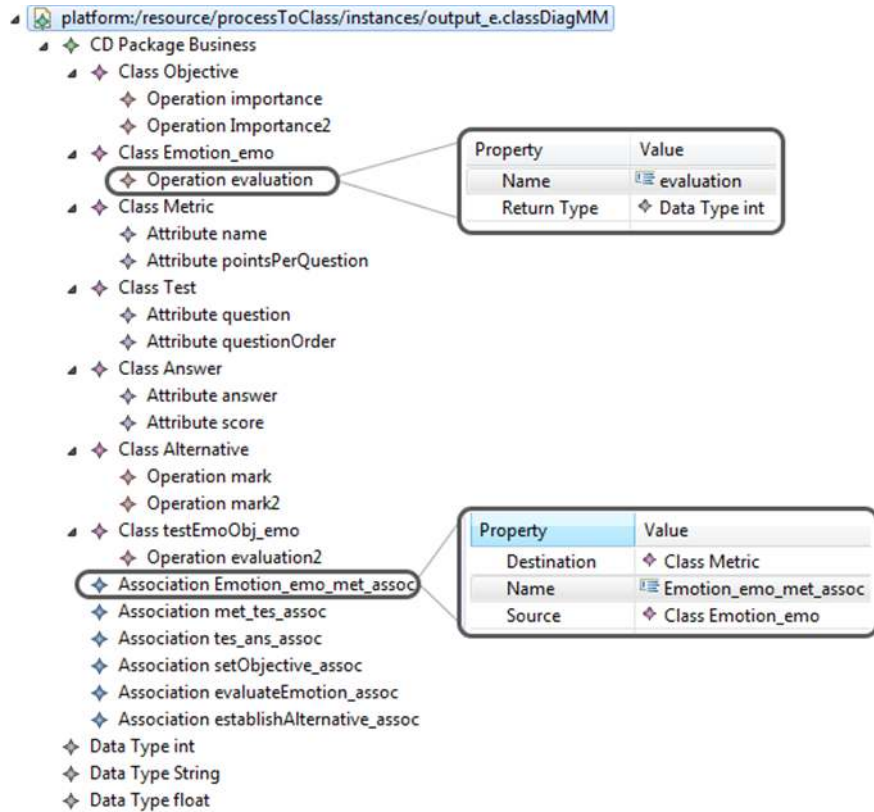 platform:/resource/processToClass/instances/output_e.classDiagMM
CD Package Business
Class Objective
Operation importance
Operation Importance2
Class Emotion_emo
Operation evaluation
Property Value
Name evaluation
Return Type Data Type int
Class Metric
Attribute name
Attribute pointsPerQuestion
Class Test
Attribute question
Attribute questionOrder
Class Answer
Attribute answer
Attribute score
Class Alternative
Operation mark
Operation mark2
Class testEmoObj_emo
Operation evaluation2
Association Emotion_emo_met_assoc
Property Value
Destination Class Metric
Name Emotion_emo_met_assoc
Source Class Emotion_emo
Association met_tes_assoc
Association tes_ans_assoc
Association setObjective_assoc
Association evaluateEmotion_assoc
Association establishAlternative_assoc
Data Type int
Data Type String
Data Type float